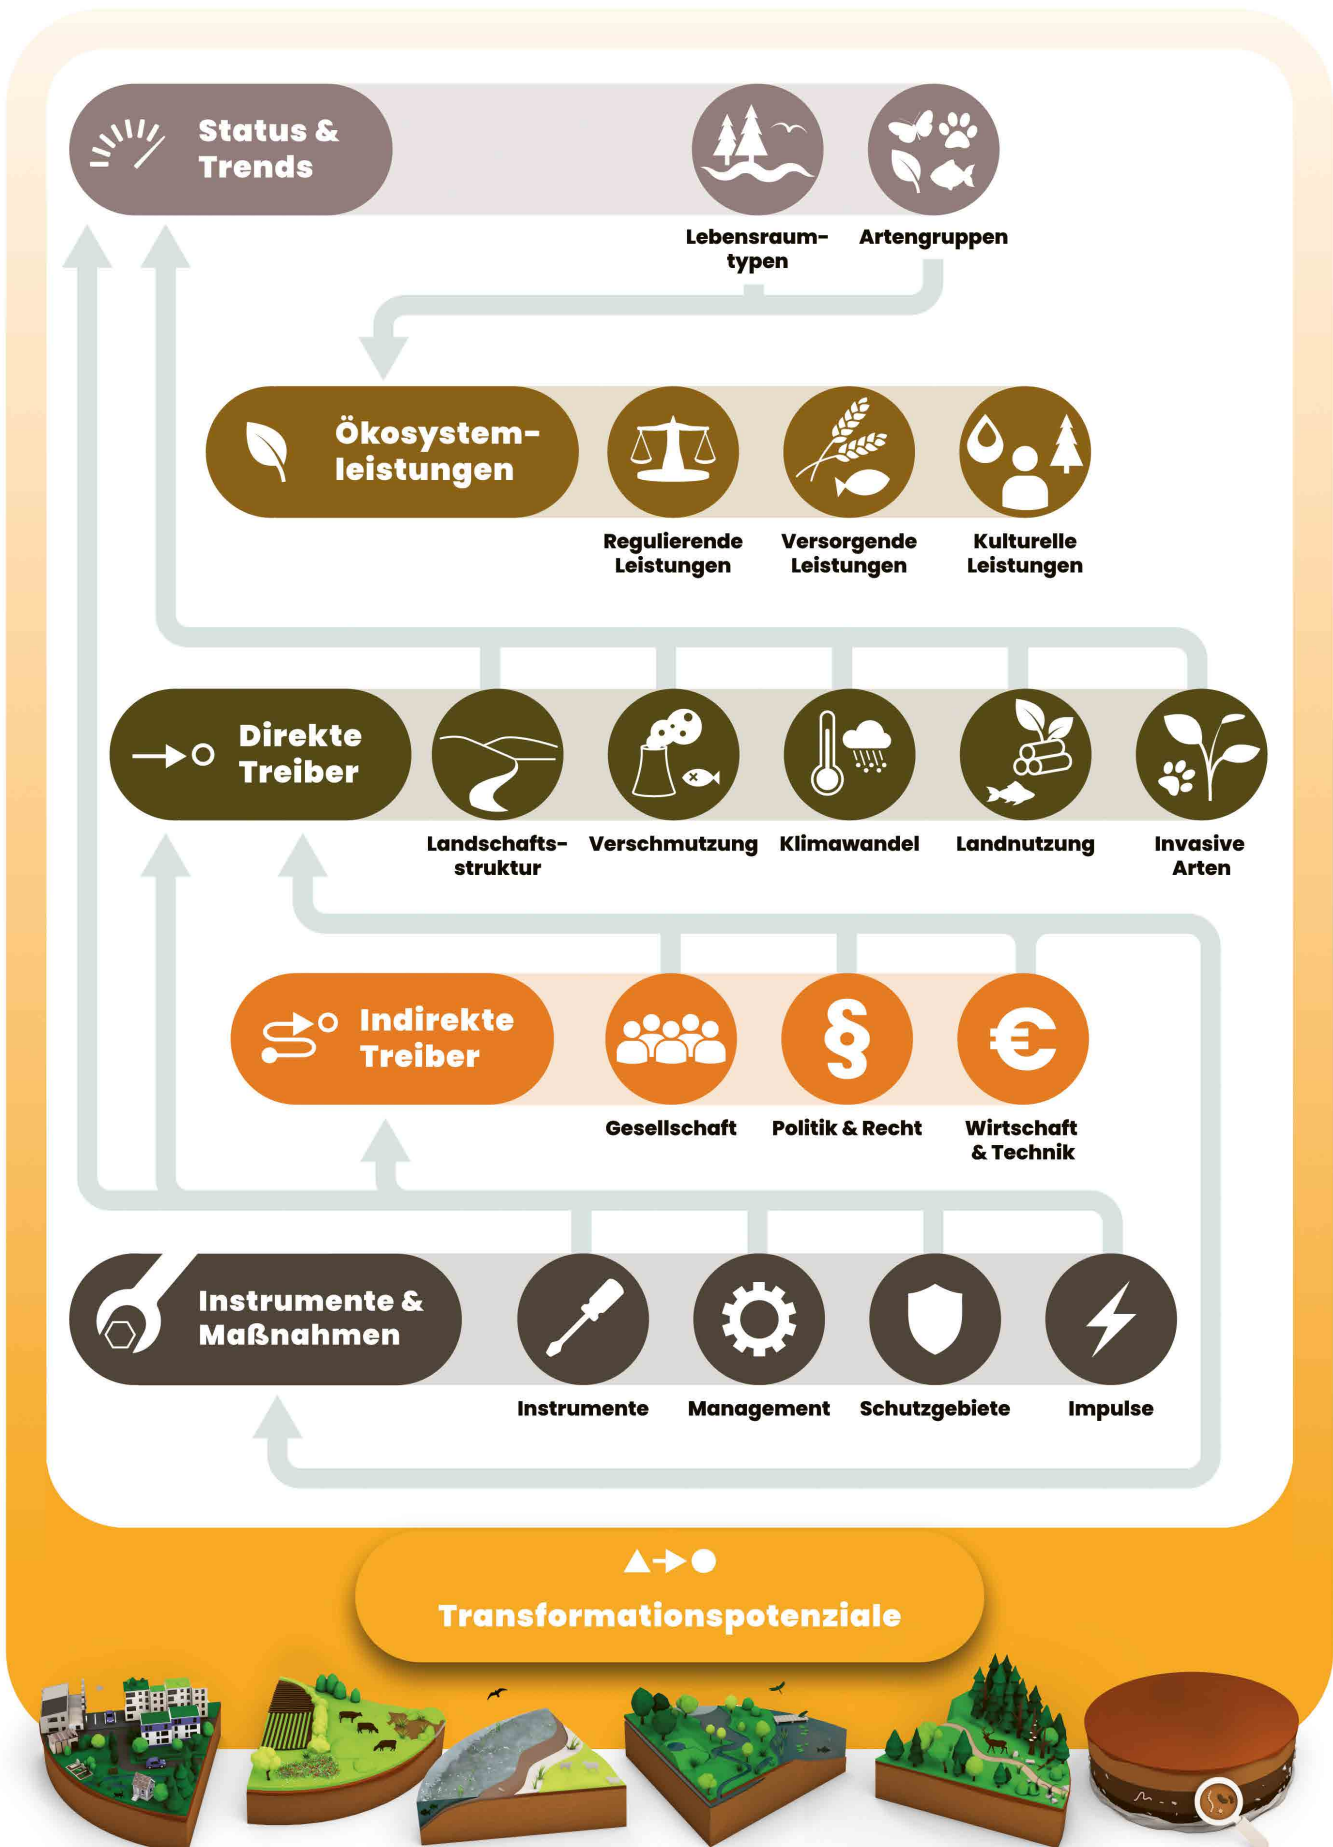 Status &
Trends
Lebensraum-
typen
Artengruppen
Ökosystem-
leistungen
Regulierende
Leistungen
Versorgende
Leistungen
Kulturelle
Leistungen
Direkte
Treiber
Landschafts-
struktur
Verschmutzung
Klimawandel
Landnutzung
Invasive
Arten
Indirekte
Treiber
§
€
Gesellschaft
Politik & Recht
Wirtschaft
& Technik
Instrumente &
Maßnahmen
Instrumente
Management
Schutzgebiete
Impulse
Transformationspotenziale